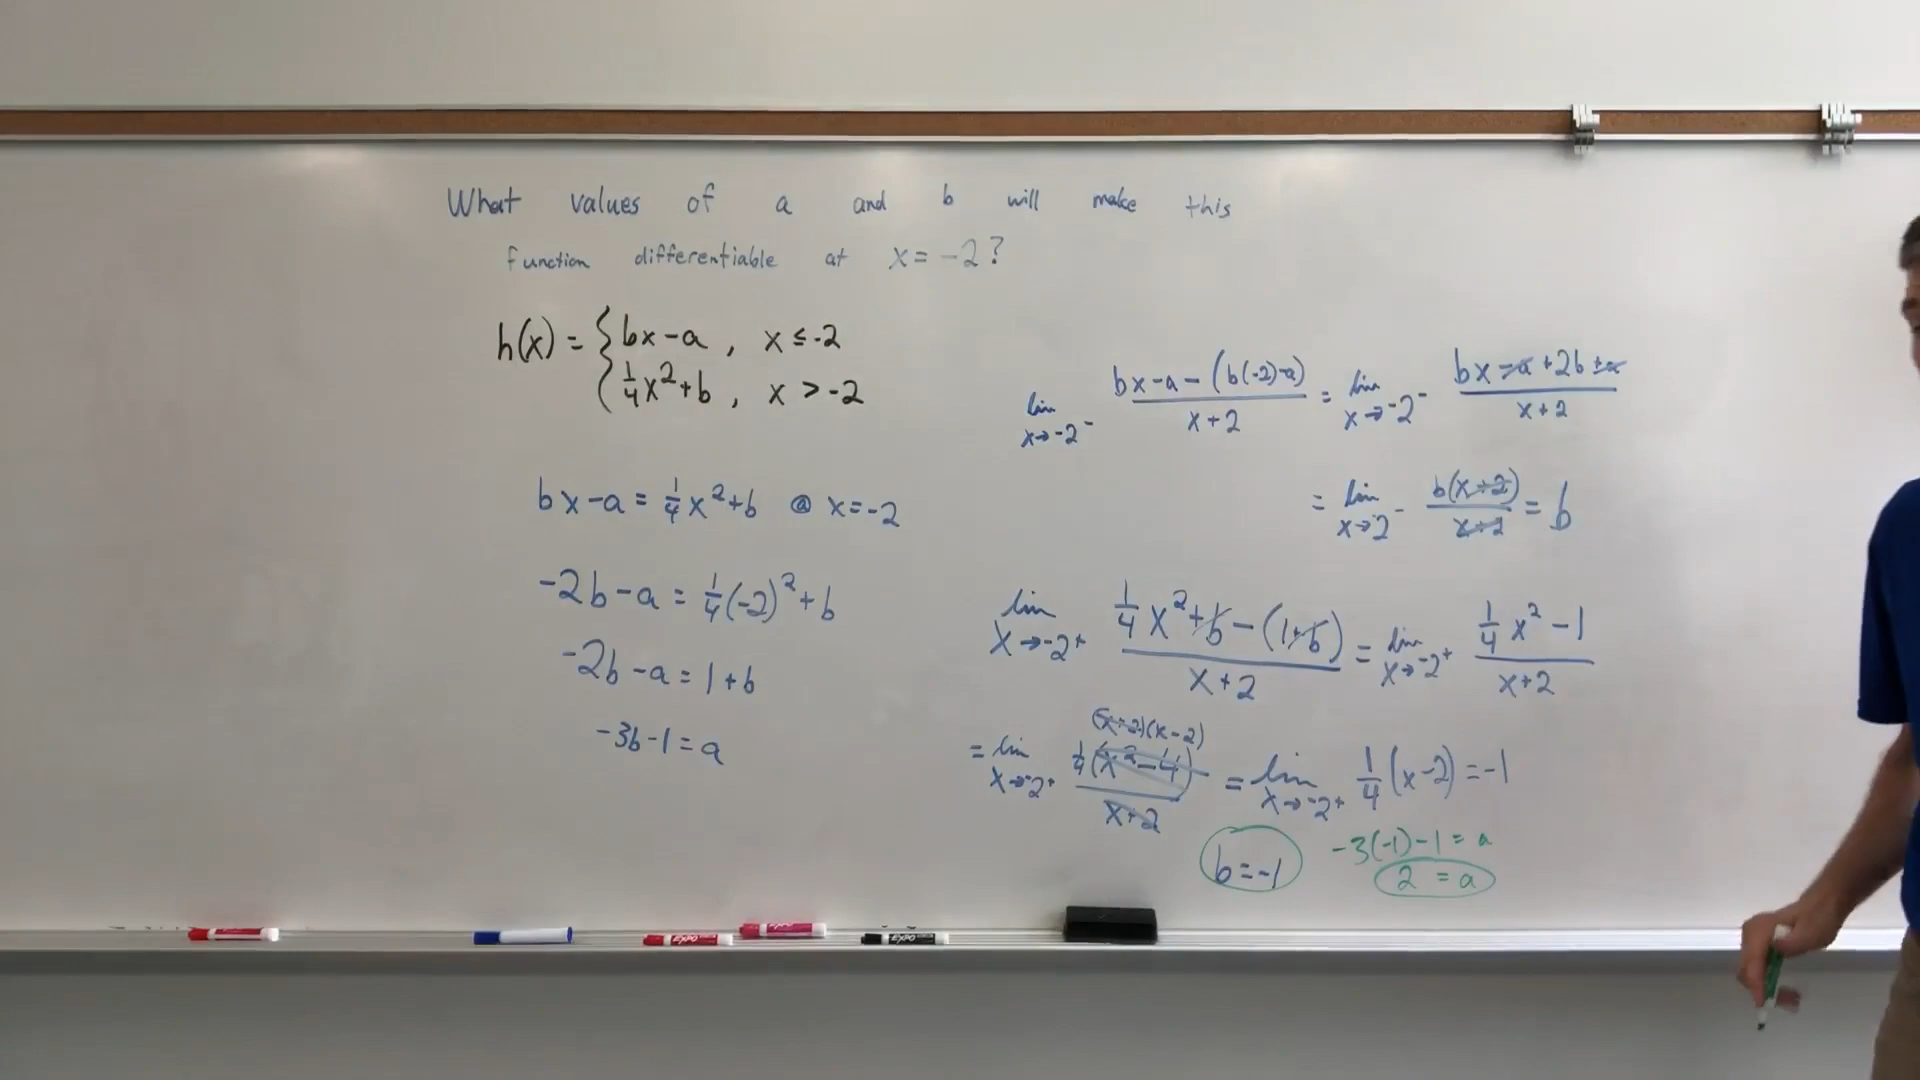 What values of a and b will make this
function differentiable at x = -2?
h(x) = { bx - a , x ≤ -2
{ 1/4 x² + b , x > -2
bx - a = 1/4 x² + b @ x = -2
-2b - a = 1/4 (-2)² + b
-2b - a = 1 + b
-3b - 1 = a
lim x→-2⁻ (bx - a - (b(-2) - a))/(x + 2) = lim x→-2⁻ (bx - a + 2b + a)/(x + 2)
= lim x→-2⁻ b(x+2)/(x+2) = b
lim x→-2⁺ (1/4 x² + b - (1 + b))/(x + 2) = lim x→-2⁺ (1/4 x² - 1)/(x + 2)
(x+2)(x-2)
= lim x→-2⁺ 1/4(x² - 4)/(x + 2) = lim x→-2⁺ 1/4 (x - 2) = -1
b = -1
-3(-1) - 1 = a
2 = a
EXPO
EXPO
EXPO